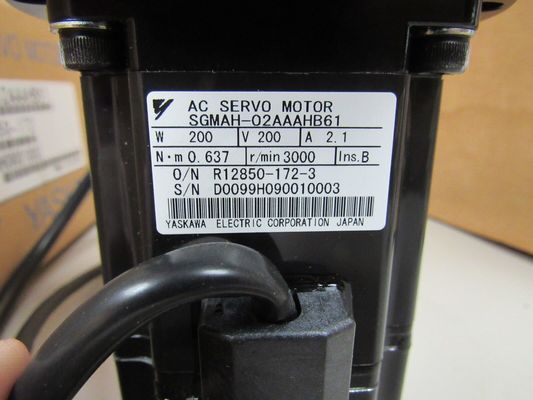 AC SERVO MOTOR
SGMAH-02AAAHB61
W 200 V 200 A 2.1
N·m 0.637 r/min 3000 Ins. B
O/N R12850-172-3
S/N D0099H090010003
YASKAWA ELECTRIC CORPORATION JAPAN